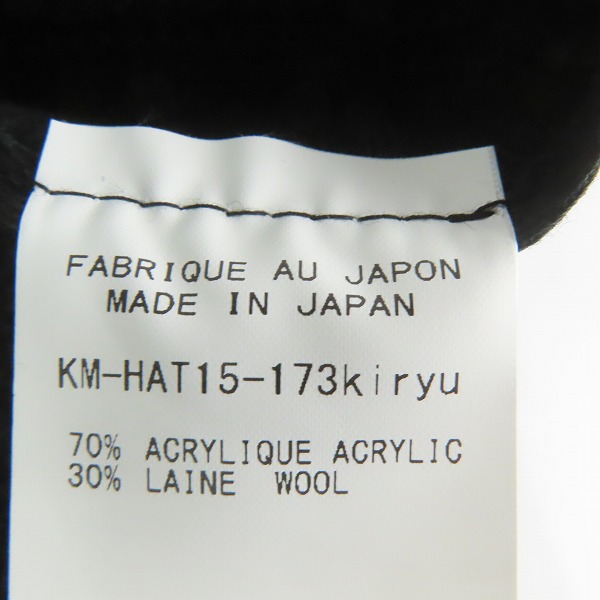 FABRIQUE AU JAPON
MADE IN JAPAN
KM-HAT15-173kiryu
70% ACRYLIQUE ACRYLIC
30% LAINE WOOL